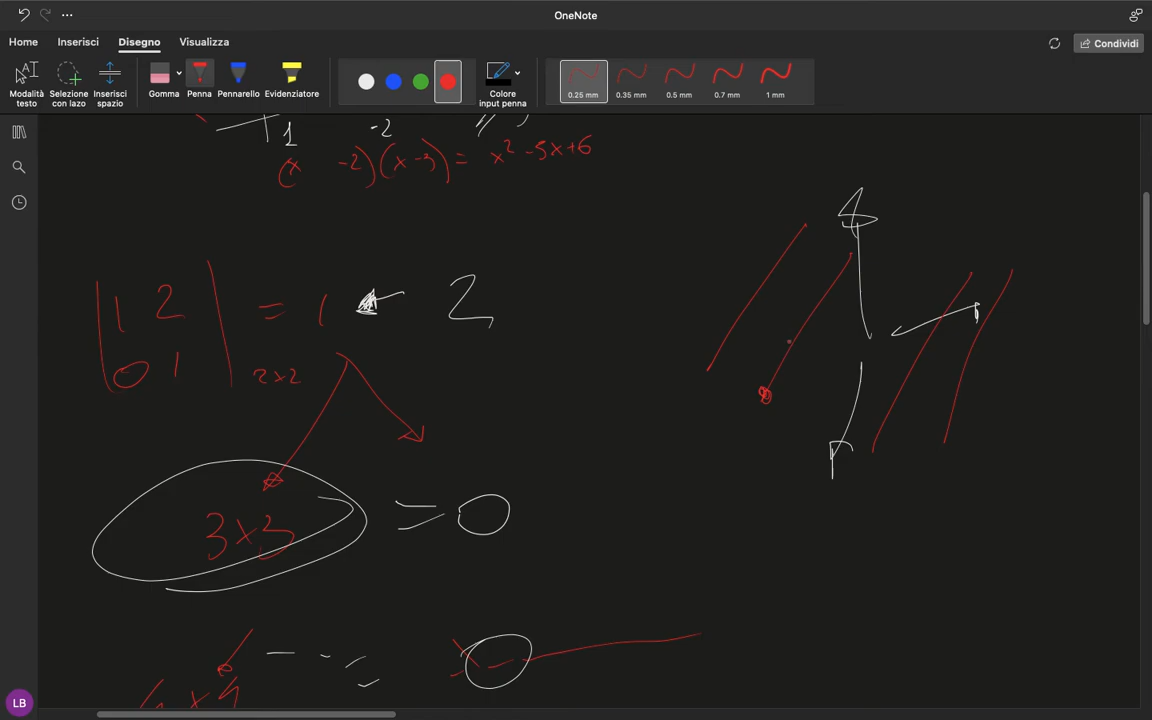 OneNote
Home Inserisci Disegno Visualizza
Condividi
Modalità testo
Selezione con lazo
Inserisci spazio
Gomma
Penna
Pennarello
Evidenziatore
Colore input penna
0.25 mm
0.35 mm
0.5 mm
0.7 mm
1 mm
1 -2
(x -2)(x-3) = x² -5x+6
| 1 2 | = 1 ← 2
| 0 1 | 2x2
3x3 = 0
4x4
LB